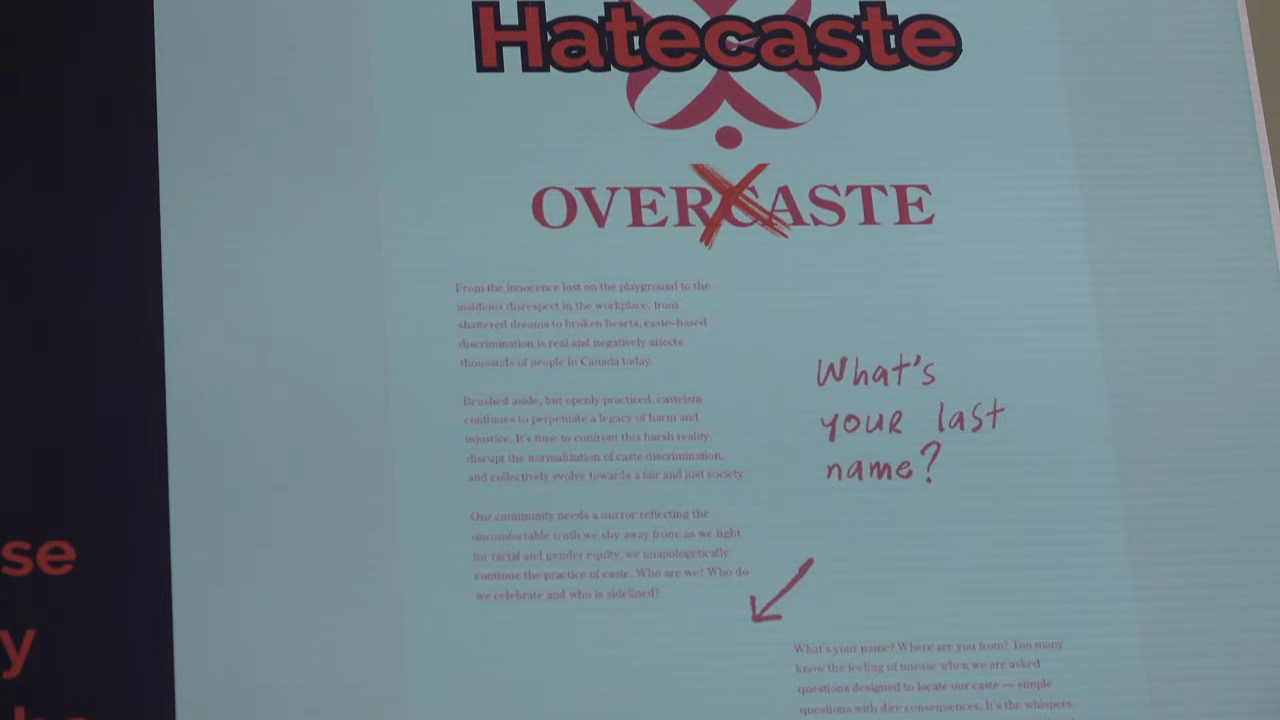 Hatecaste
OVERCASTE
From the innocence lost on the playground to the
insidious disrespect in the workplace, from
shattered dreams to broken hearts, caste-based
discrimination is real and negatively affects
thousands of people in Canada today.
Brushed aside, but openly practiced, casteism
continues to perpetuate a legacy of harm and
injustice. It's time to confront this harsh reality,
disrupt the normalization of caste discrimination,
and collectively evolve towards a fair and just society.
Our community needs a mirror reflecting the
uncomfortable truth we shy away from: as we fight
for racial and gender equity, we unapologetically
continue the practice of caste. Who are we? Who do
we celebrate and who is sidelined?
What's
your last
name?
What's your name? Where are you from? Too many
know the feeling of unease when we are asked
questions designed to locate our caste — simple
questions with dire consequences. It's the whispers
se
y